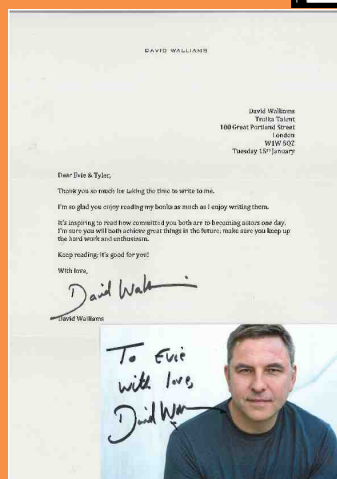 DAVID WALLIAMS
David Walliams
Troika Talent
180 Great Portland Street
London
W1W 5QZ
Tuesday 15th January
Dear Evie & Tyler,
Thank you so much for taking the time to write to me.
I'm so glad you enjoy reading my books as much as I enjoy writing them.
It's inspiring to read how committed you both are to becoming actors one day.
I'm sure you will both achieve great things in the future; make sure you keep up
the hard work and enthusiasm.
Keep reading; it's good for you!
With love,
David Walliams
To Evie
with love,
David